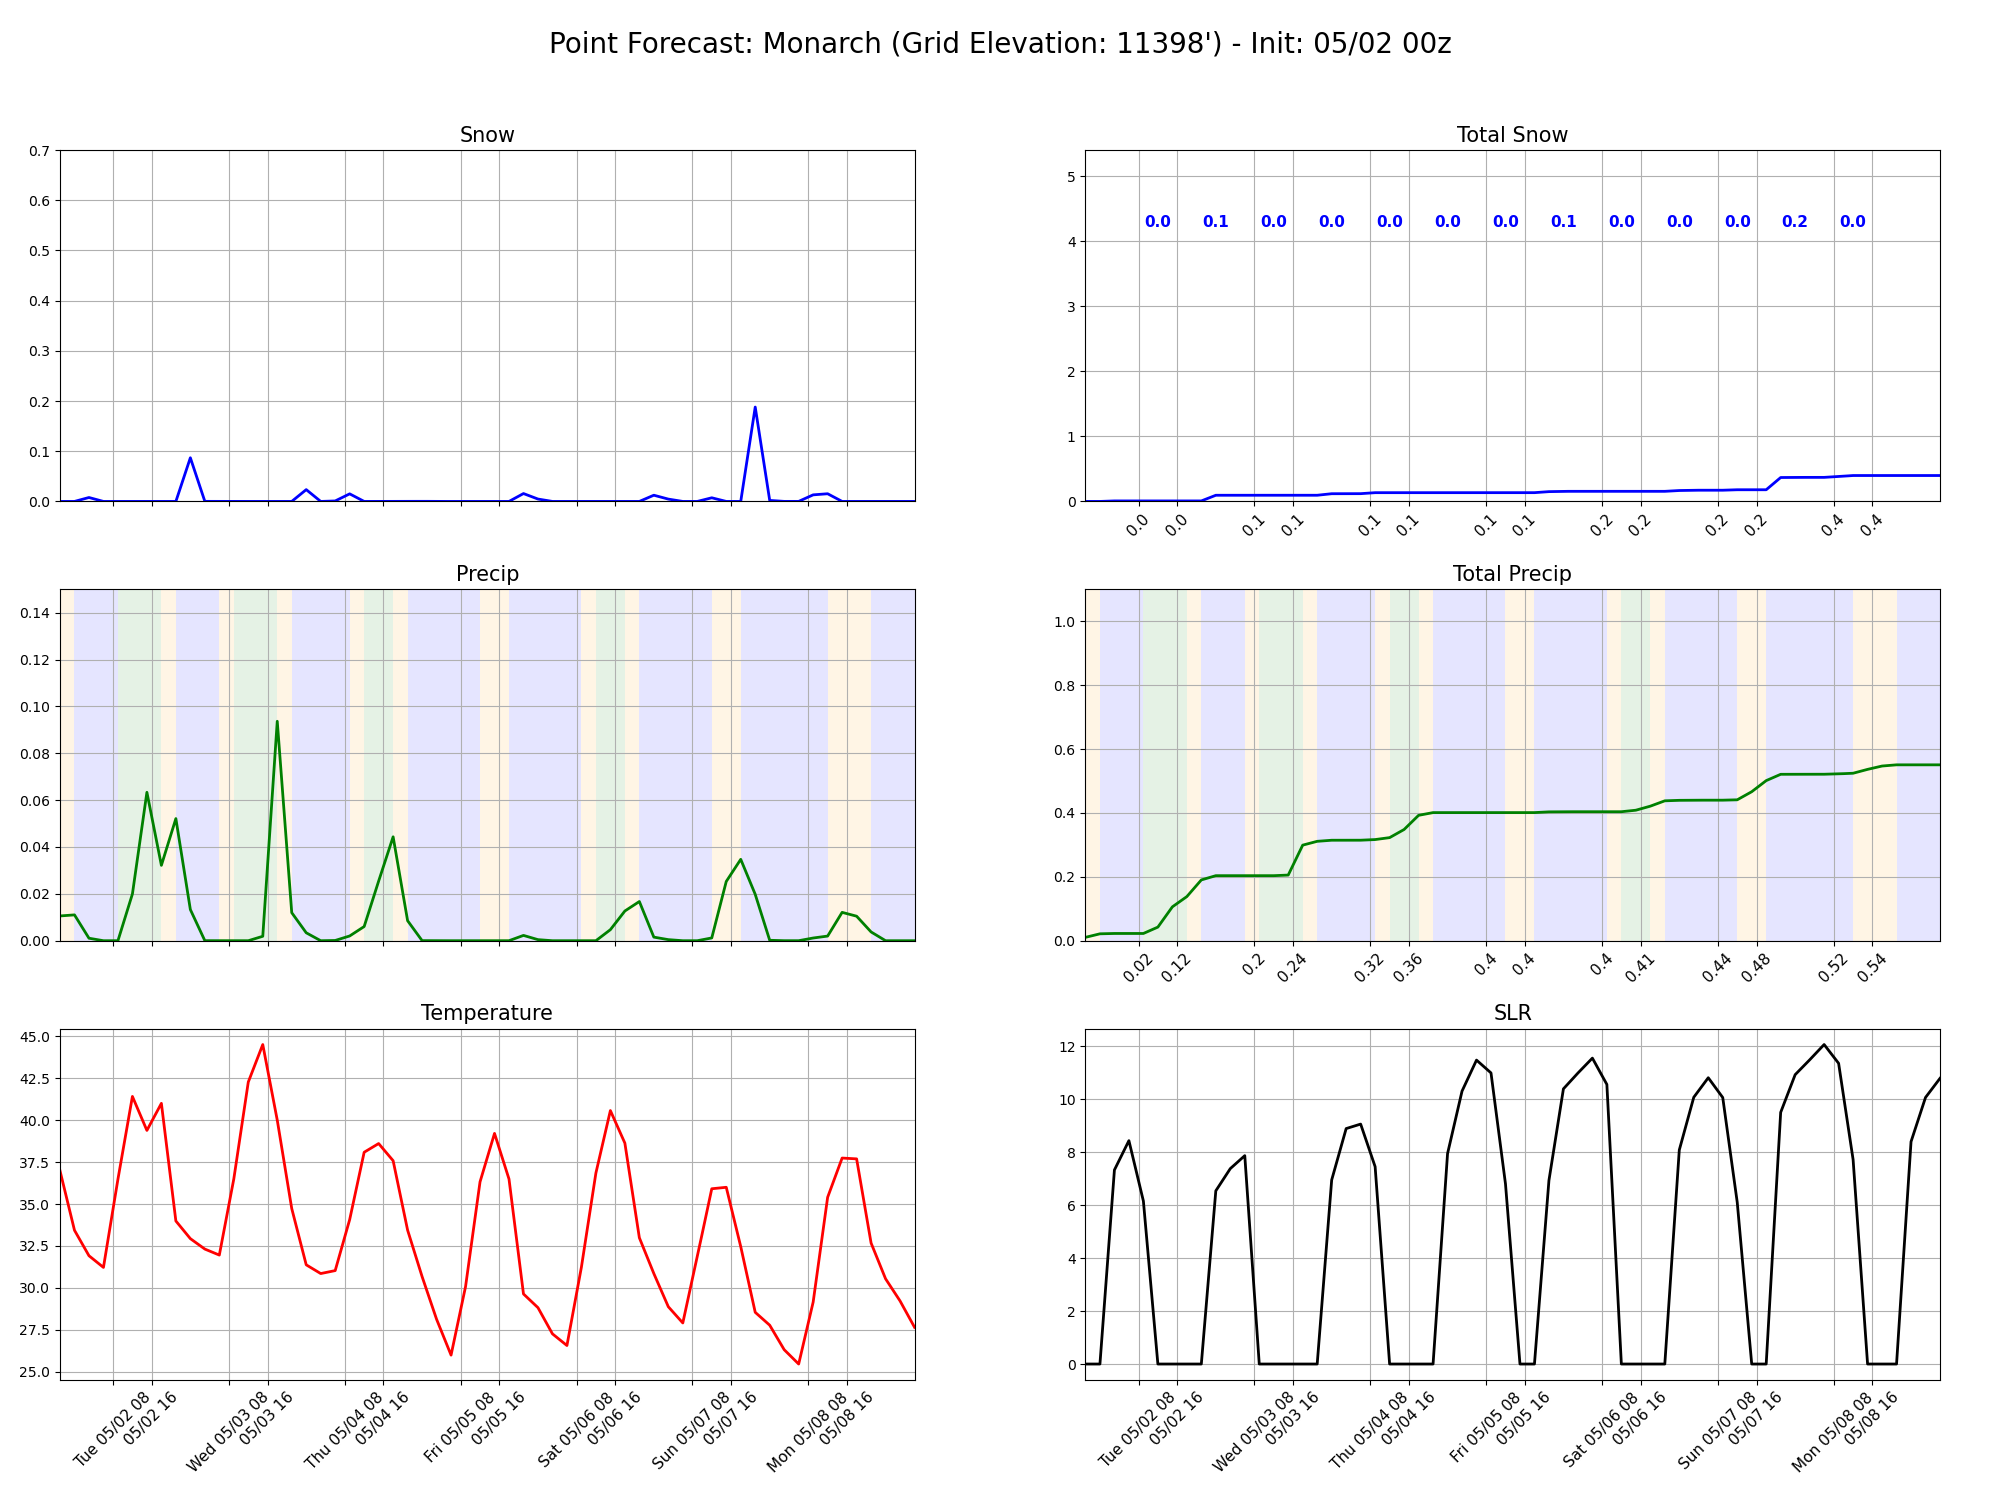 Point Forecast: Monarch (Grid Elevation: 11398') - Init: 05/02 00z
Snow
0.7
0.6
0.5
0.4
0.3
0.2
0.1
0.0
Total Snow
5
4
3
2
1
0
0.0 0.1 0.0 0.0 0.0 0.0 0.0 0.1 0.0 0.0 0.0 0.2 0.0
0.0 0.0 0.1 0.1 0.1 0.1 0.1 0.1 0.2 0.2 0.2 0.2 0.4 0.4
Precip
0.14
0.12
0.10
0.08
0.06
0.04
0.02
0.00
Total Precip
1.0
0.8
0.6
0.4
0.2
0.0
0.02 0.12 0.2 0.24 0.32 0.36 0.4 0.4 0.4 0.41 0.44 0.48 0.52 0.54
Temperature
45.0
42.5
40.0
37.5
35.0
32.5
30.0
27.5
25.0
Tue 05/02 08
05/02 16
Wed 05/03 08
05/03 16
Thu 05/04 08
05/04 16
Fri 05/05 08
05/05 16
Sat 05/06 08
05/06 16
Sun 05/07 08
05/07 16
Mon 05/08 08
05/08 16
SLR
12
10
8
6
4
2
0
Tue 05/02 08
05/02 16
Wed 05/03 08
05/03 16
Thu 05/04 08
05/04 16
Fri 05/05 08
05/05 16
Sat 05/06 08
05/06 16
Sun 05/07 08
05/07 16
Mon 05/08 08
05/08 16